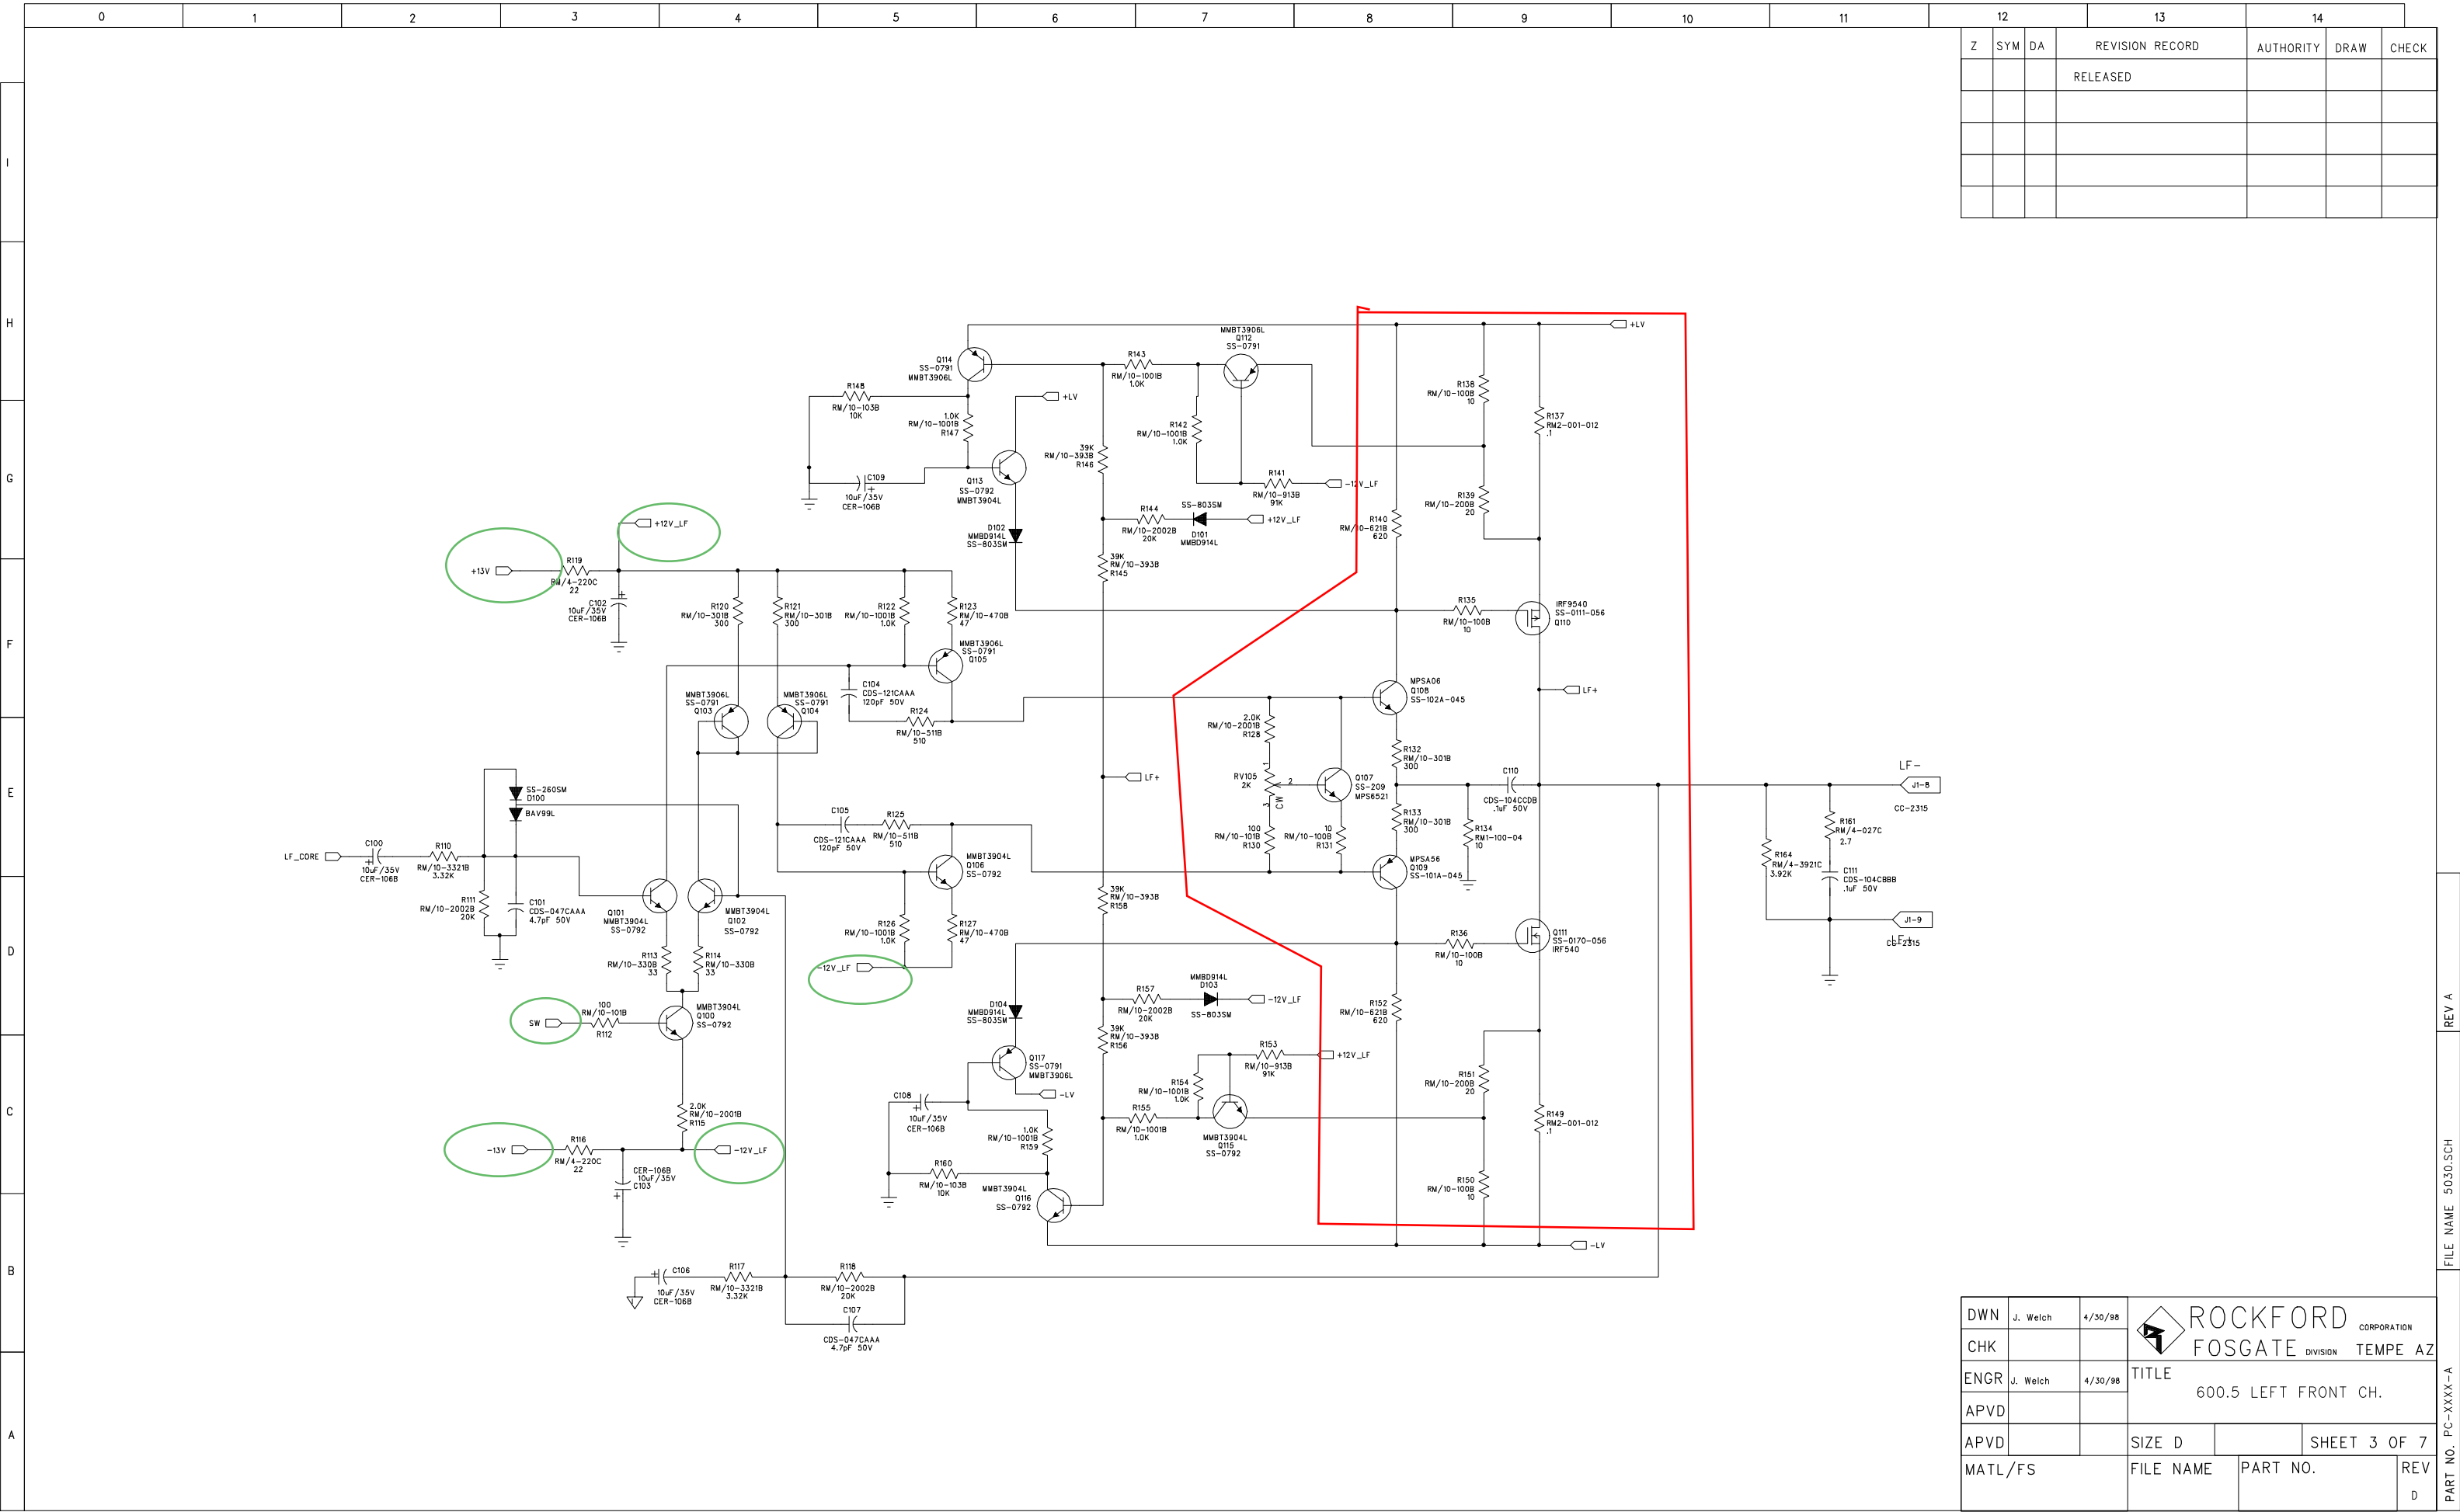 0 1 2 3 4 5 6 7 8 9 10 11 12 13 14
Z SYM DA REVISION RECORD AUTHORITY DRAW CHECK
RELEASED
I
H
G
F
E
D
C
B
A
+LV
MMBT3906L
Q112
SS-0791
Q114
SS-0791
MMBT3906L
R143
RM/10-1001B
1.0K
R148
RM/10-103B
10K
+LV
R138
RM/10-100B
10
R137
RM2-001-012
.1
1.0K
RM/10-1001B
R147
R142
RM/10-1001B
1.0K
39K
RM/10-393B
R146
C109
+
10uF/35V
CER-106B
Q113
SS-0792
MMBT3904L
R141
RM/10-913B
91K
-12V_LF
R139
RM/10-200B
20
SS-803SM
D101
MMBD914L
R144
RM/10-2002B
20K
+12V_LF
R140
RM/10-621B
620
D102
MMBD914L
SS-803SM
+12V_LF
39K
RM/10-393B
R145
+13V
R119
RM/4-220C
22
C102
10uF/35V
CER-106B
+
R120
RM/10-301B
300
R121
RM/10-301B
300
R122
RM/10-1001B
1.0K
R123
RM/10-470B
47
R135
RM/10-100B
10
IRF9540
SS-0111-056
Q110
MMBT3906L
SS-0791
Q105
MMBT3906L
SS-0791
Q103
MMBT3906L
SS-0791
Q104
C104
CDS-121CAAA
120pF 50V
R124
RM/10-511B
510
MPSA06
Q108
SS-102A-045
LF+
2.0K
RM/10-2001B
R128
R132
RM/10-301B
300
LF+
RV105
2K
1
2
3
CW
Q107
SS-209
MPS6521
C110
CDS-104CCDB
.1uF 50V
LF-
J1-8
CC-2315
SS-260SM
D100
BAV99L
C105
CDS-121CAAA
120pF 50V
R125
RM/10-511B
510
100
RM/10-101B
R130
10
RM/10-100B
R131
R133
RM/10-301B
300
R134
RM1-100-04
10
R161
RM/4-027C
2.7
R164
RM/4-3921C
3.92K
C111
CDS-104CBBB
.1uF 50V
LF_CORE
C100
+
10uF/35V
CER-106B
R110
RM/10-3321B
3.32K
MMBT3904L
Q106
SS-0792
MPSA56
Q109
SS-101A-045
R111
RM/10-2002B
20K
C101
CDS-047CAAA
4.7pF 50V
Q101
MMBT3904L
SS-0792
MMBT3904L
Q102
SS-0792
39K
RM/10-393B
R158
J1-9
LF+
CC-2315
R126
RM/10-1001B
1.0K
R127
RM/10-470B
47
R136
RM/10-100B
10
Q111
SS-0170-056
IRF540
R113
RM/10-330B
33
R114
RM/10-330B
33
-12V_LF
MMBD914L
D103
SS-803SM
R157
RM/10-2002B
20K
-12V_LF
R152
RM/10-621B
620
SW
100
RM/10-101B
R112
MMBT3904L
Q100
SS-0792
D104
MMBD914L
SS-803SM
39K
RM/10-393B
R156
R153
RM/10-913B
91K
+12V_LF
Q117
SS-0791
MMBT3906L
-LV
R154
RM/10-1001B
1.0K
R151
RM/10-200B
20
2.0K
RM/10-2001B
R115
C108
+
10uF/35V
CER-106B
R155
RM/10-1001B
1.0K
R149
RM2-001-012
.1
1.0K
RM/10-1001B
R159
MMBT3904L
Q115
SS-0792
-13V
R116
RM/4-220C
22
-12V_LF
CER-106B
10uF/35V
C103
+
R160
RM/10-103B
10K
MMBT3904L
Q116
SS-0792
R150
RM/10-100B
10
-LV
+
C106
10uF/35V
CER-106B
R117
RM/10-3321B
3.32K
R118
RM/10-2002B
20K
C107
CDS-047CAAA
4.7pF 50V
REV A
FILE NAME 5030.SCH
PART NO. PC-XXX-A
DWN J. Welch 4/30/98
CHK
ENGR J. Welch 4/30/98
APVD
APVD
MATL/FS
ROCKFORD CORPORATION
FOSGATE DIVISION TEMPE AZ
TITLE
600.5 LEFT FRONT CH.
SIZE D SHEET 3 OF 7
FILE NAME PART NO. REV
D